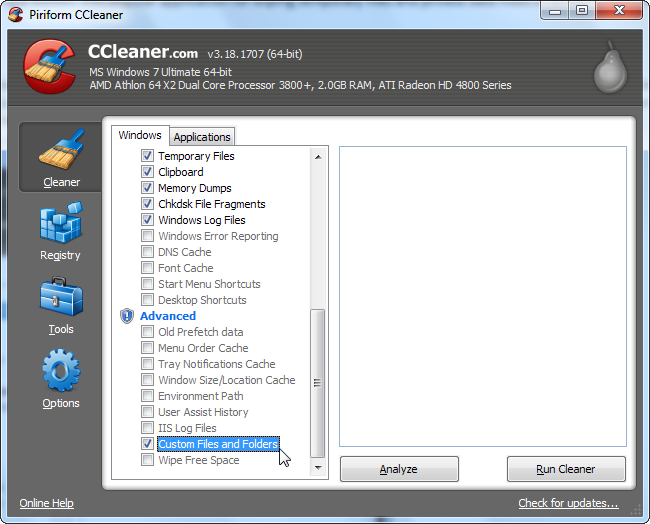 Piriform CCleaner
CCleaner.com v3.18.1707 (64-bit)
MS Windows 7 Ultimate 64-bit
AMD Athlon 64 X2 Dual Core Processor 3800+, 2.0GB RAM, ATI Radeon HD 4800 Series
Cleaner
Registry
Tools
Options
Windows
Applications
Temporary Files
Clipboard
Memory Dumps
Chkdsk File Fragments
Windows Log Files
Windows Error Reporting
DNS Cache
Font Cache
Start Menu Shortcuts
Desktop Shortcuts
Advanced
Old Prefetch data
Menu Order Cache
Tray Notifications Cache
Window Size/Location Cache
Environment Path
User Assist History
IIS Log Files
Custom Files and Folders
Wipe Free Space
Analyze
Run Cleaner
Online Help
Check for updates...